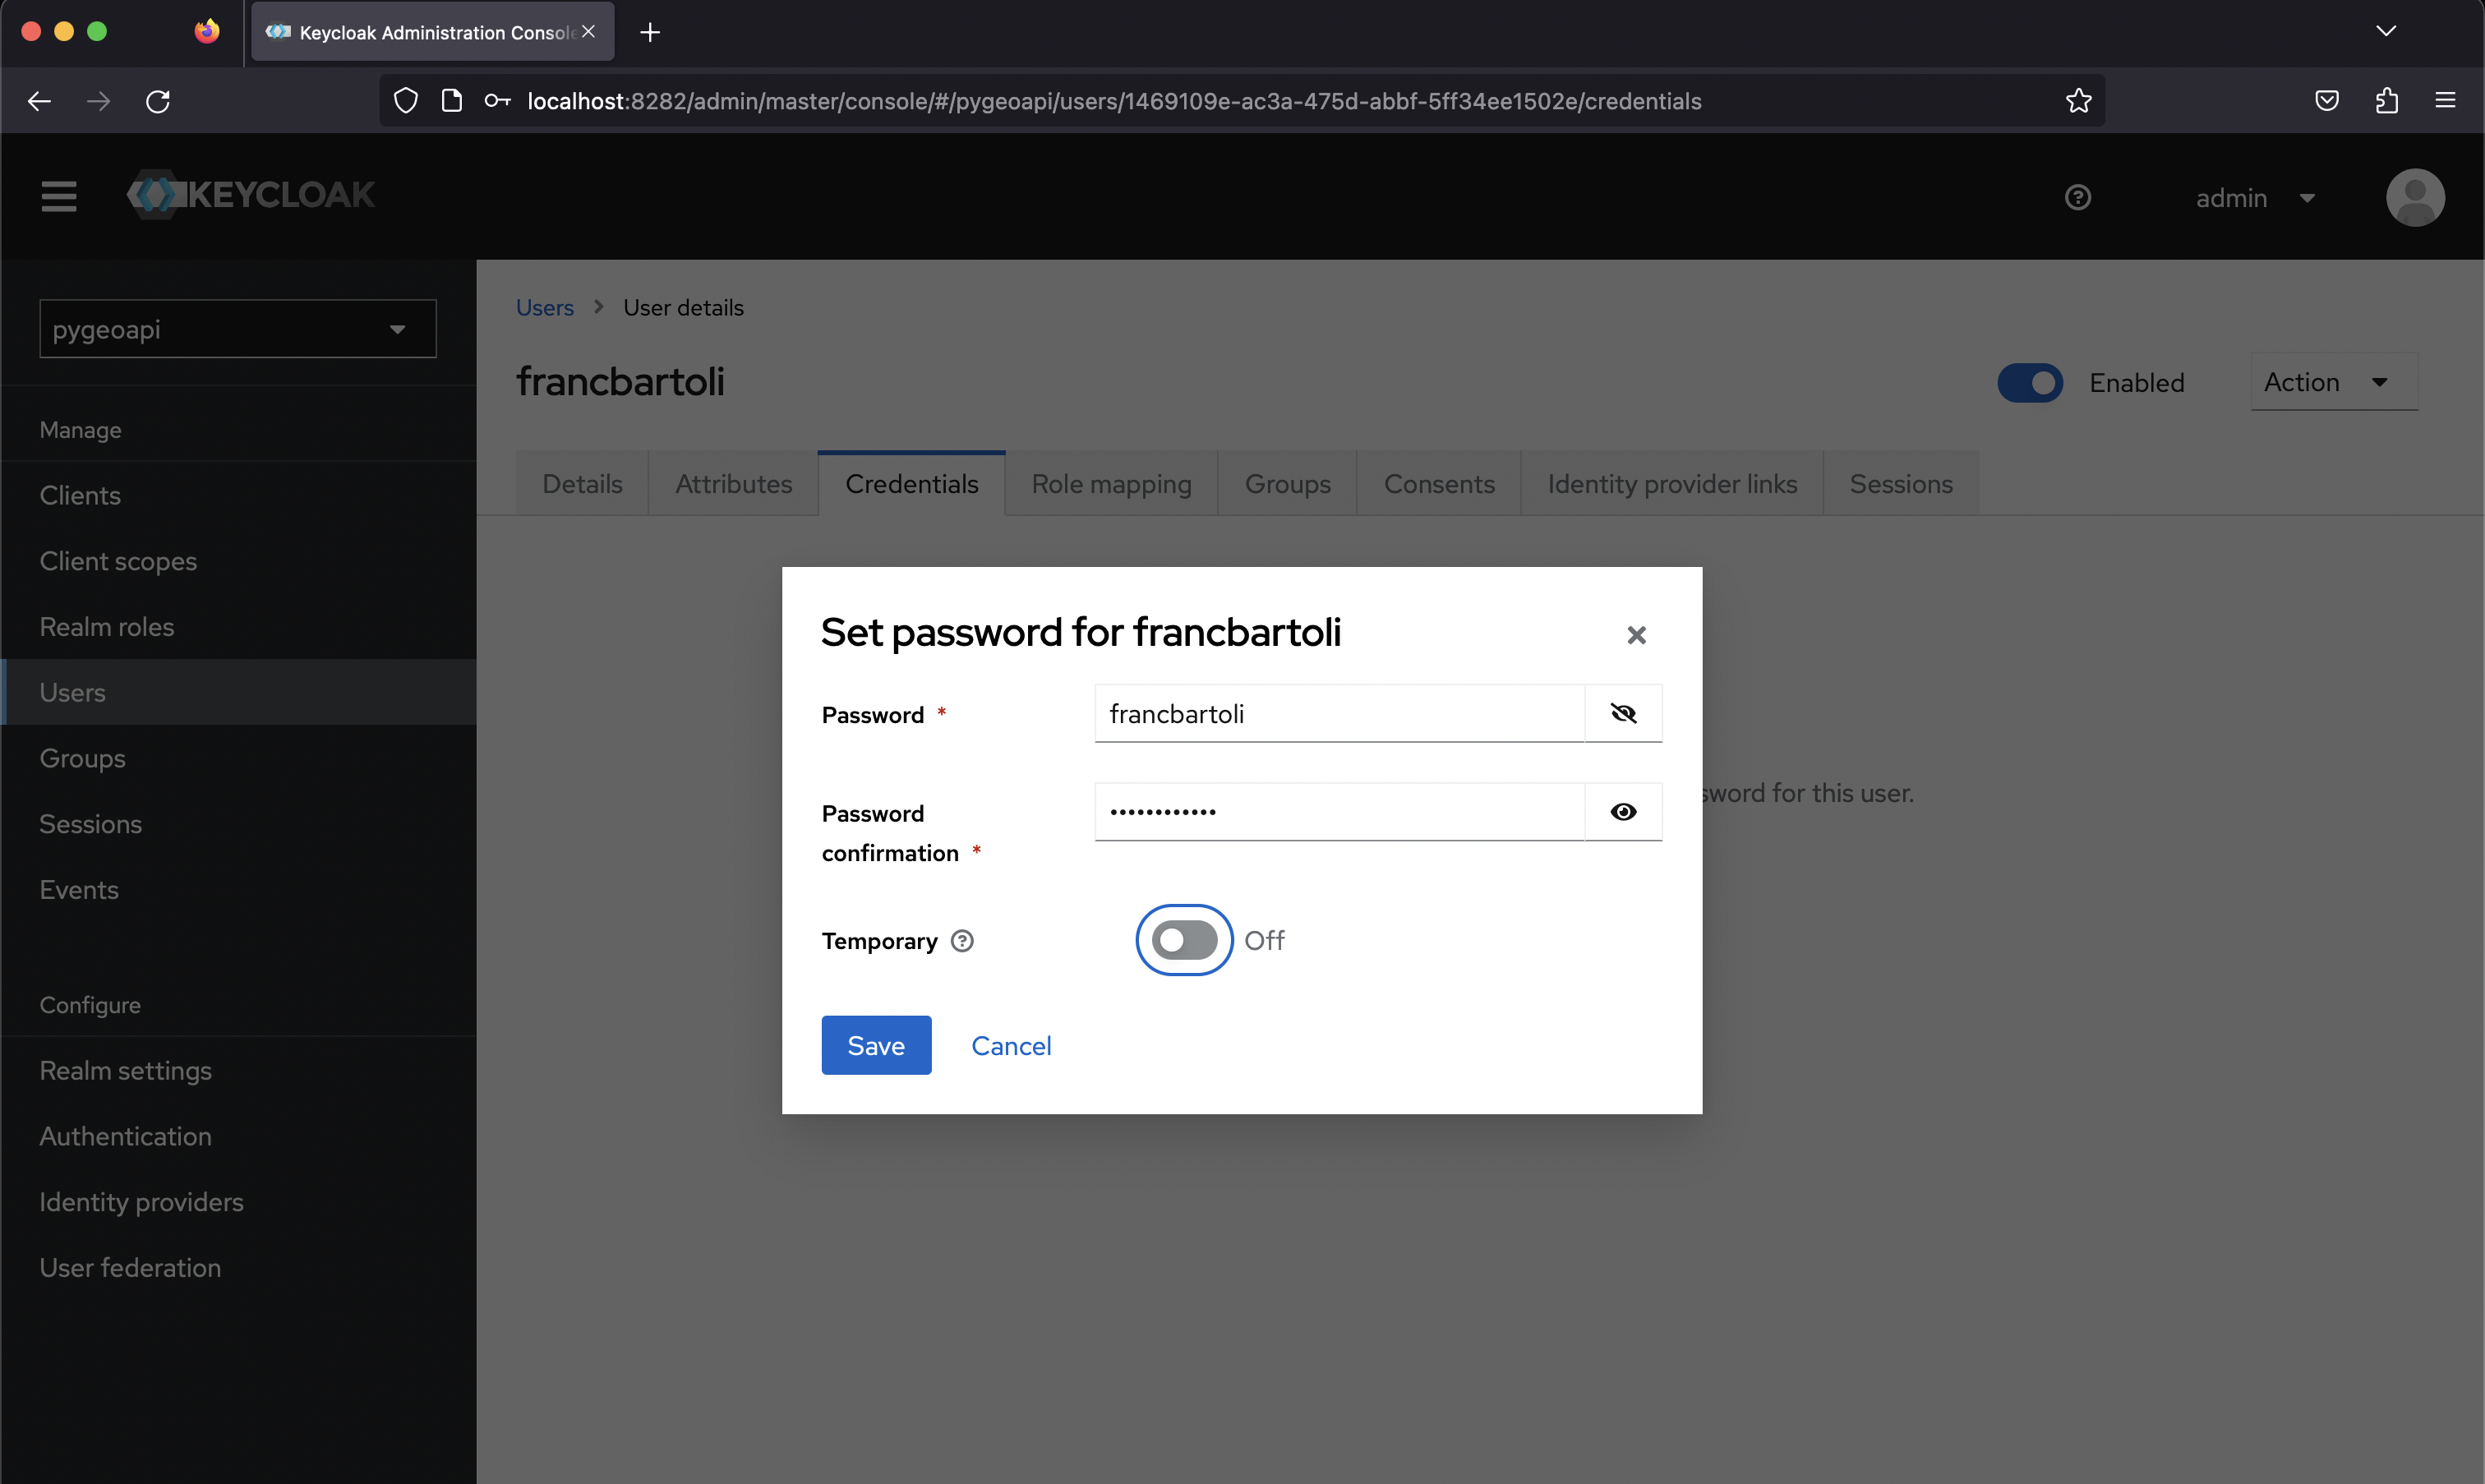 Keycloak Administration Console
localhost:8282/admin/master/console/#/pygeoapi/users/1469109e-ac3a-475d-abbf-5ff34ee1502e/credentials
KEYCLOAK
admin
pygeoapi
Manage
Clients
Client scopes
Realm roles
Users
Groups
Sessions
Events
Configure
Realm settings
Authentication
Identity providers
User federation
Users > User details
francbartoli
Enabled
Action
Details Attributes Credentials Role mapping Groups Consents Identity provider links Sessions
sword for this user.
Set password for francbartoli
Password *
francbartoli
Password
confirmation *
••••••••••••
Temporary
Off
Save Cancel